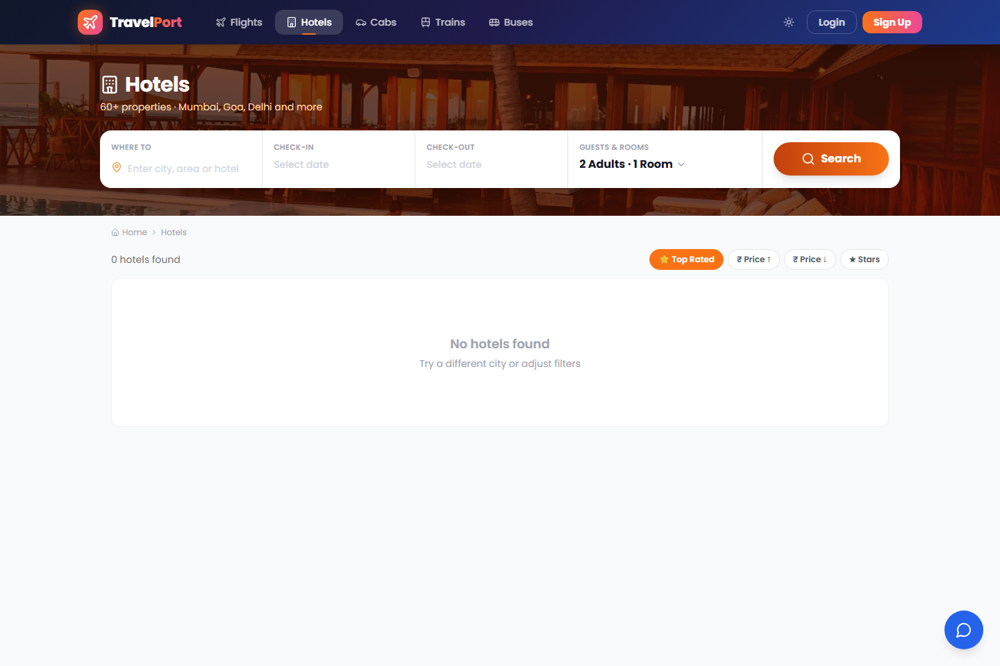 TravelPort
Flights
Hotels
Cabs
Trains
Buses
Login
Sign Up
Hotels
60+ properties · Mumbai, Goa, Delhi and more
WHERE TO
Enter city, area or hotel
CHECK-IN
Select date
CHECK-OUT
Select date
GUESTS & ROOMS
2 Adults · 1 Room
Search
Home > Hotels
0 hotels found
⭐ Top Rated
₹ Price ↑
₹ Price ↓
★ Stars
No hotels found
Try a different city or adjust filters